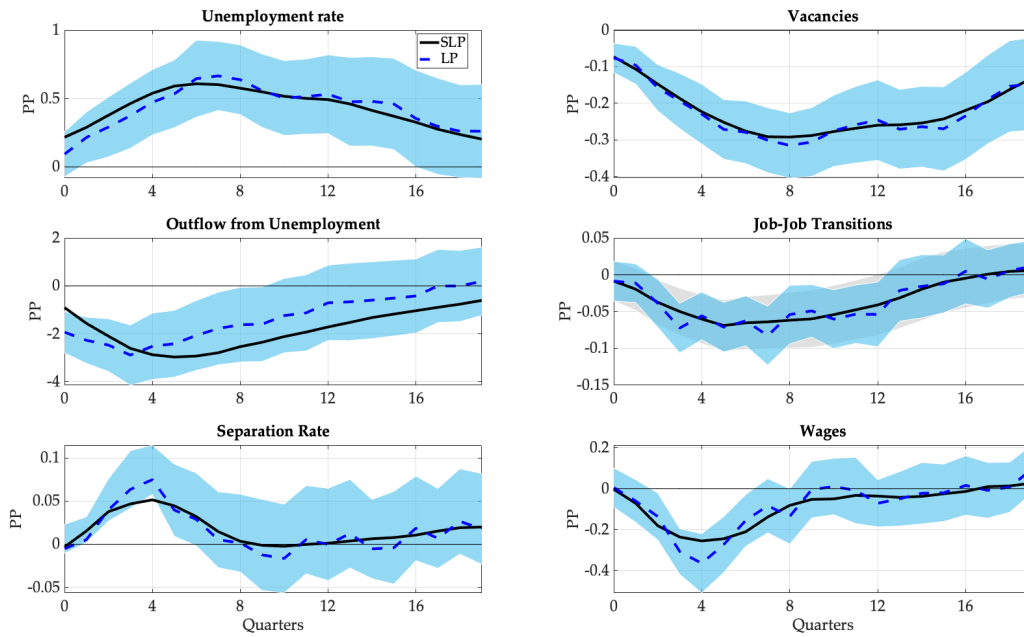 Unemployment rate
1
0.5
0
PP
0 4 8 12 16
SLP
LP
Vacancies
0
-0.1
-0.2
-0.3
-0.4
PP
0 4 8 12 16
Outflow from Unemployment
2
0
-2
-4
PP
0 4 8 12 16
Job-Job Transitions
0.05
0
-0.05
-0.1
-0.15
PP
0 4 8 12 16
Separation Rate
0.1
0.05
0
-0.05
PP
0 4 8 12 16
Quarters
Wages
0.2
0
-0.2
-0.4
PP
0 4 8 12 16
Quarters